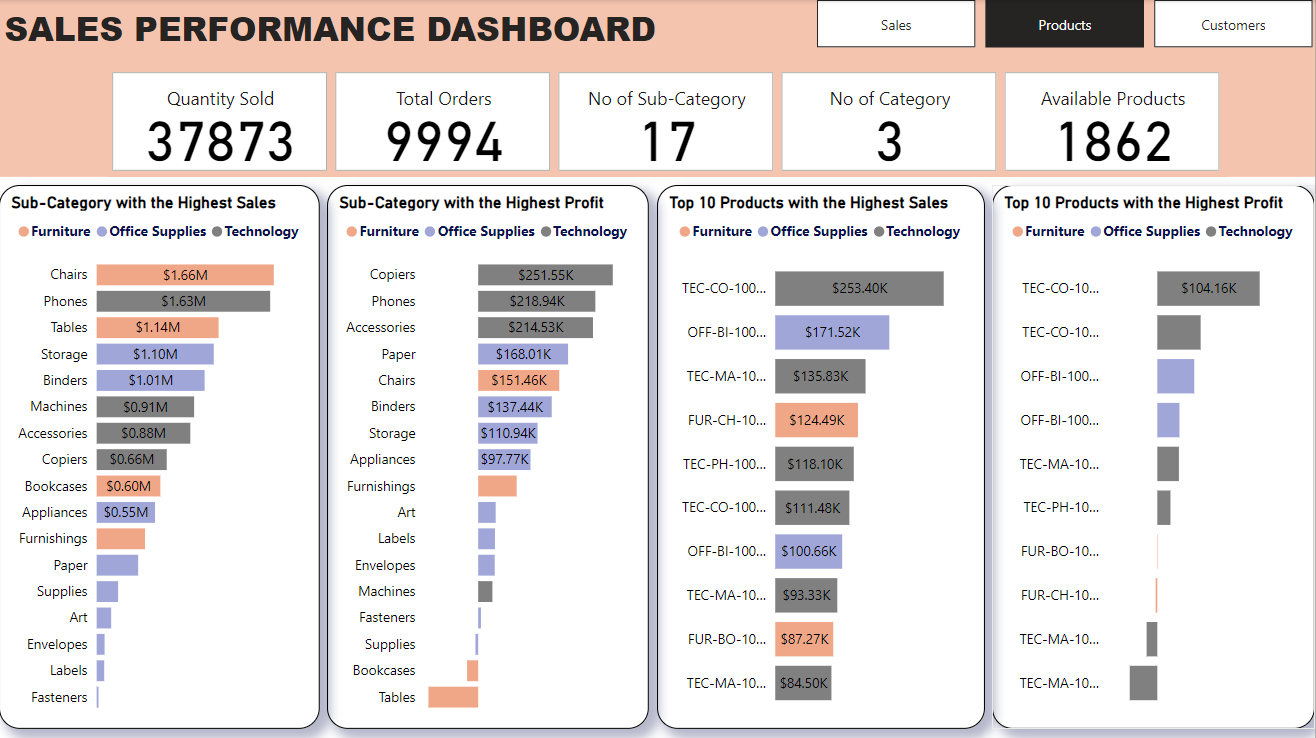 SALES PERFORMANCE DASHBOARD
Sales
Products
Customers
Quantity Sold
37873
Total Orders
9994
No of Sub-Category
17
No of Category
3
Available Products
1862
Sub-Category with the Highest Sales
Furniture Office Supplies Technology
Chairs $1.66M
Phones $1.63M
Tables $1.14M
Storage $1.10M
Binders $1.01M
Machines $0.91M
Accessories $0.88M
Copiers $0.66M
Bookcases $0.60M
Appliances $0.55M
Furnishings
Paper
Supplies
Art
Envelopes
Labels
Fasteners
Sub-Category with the Highest Profit
Furniture Office Supplies Technology
Copiers $251.55K
Phones $218.94K
Accessories $214.53K
Paper $168.01K
Chairs $151.46K
Binders $137.44K
Storage $110.94K
Appliances $97.77K
Furnishings
Art
Labels
Envelopes
Machines
Fasteners
Supplies
Bookcases
Tables
Top 10 Products with the Highest Sales
Furniture Office Supplies Technology
TEC-CO-100... $253.40K
OFF-BI-100... $171.52K
TEC-MA-10... $135.83K
FUR-CH-10... $124.49K
TEC-PH-100... $118.10K
TEC-CO-100... $111.48K
OFF-BI-100... $100.66K
TEC-MA-10... $93.33K
FUR-BO-10... $87.27K
TEC-MA-10... $84.50K
Top 10 Products with the Highest Profit
Furniture Office Supplies Technology
TEC-CO-10... $104.16K
TEC-CO-10...
OFF-BI-100...
OFF-BI-100...
TEC-MA-10...
TEC-PH-10...
FUR-BO-10...
FUR-CH-10...
TEC-MA-10...
TEC-MA-10...